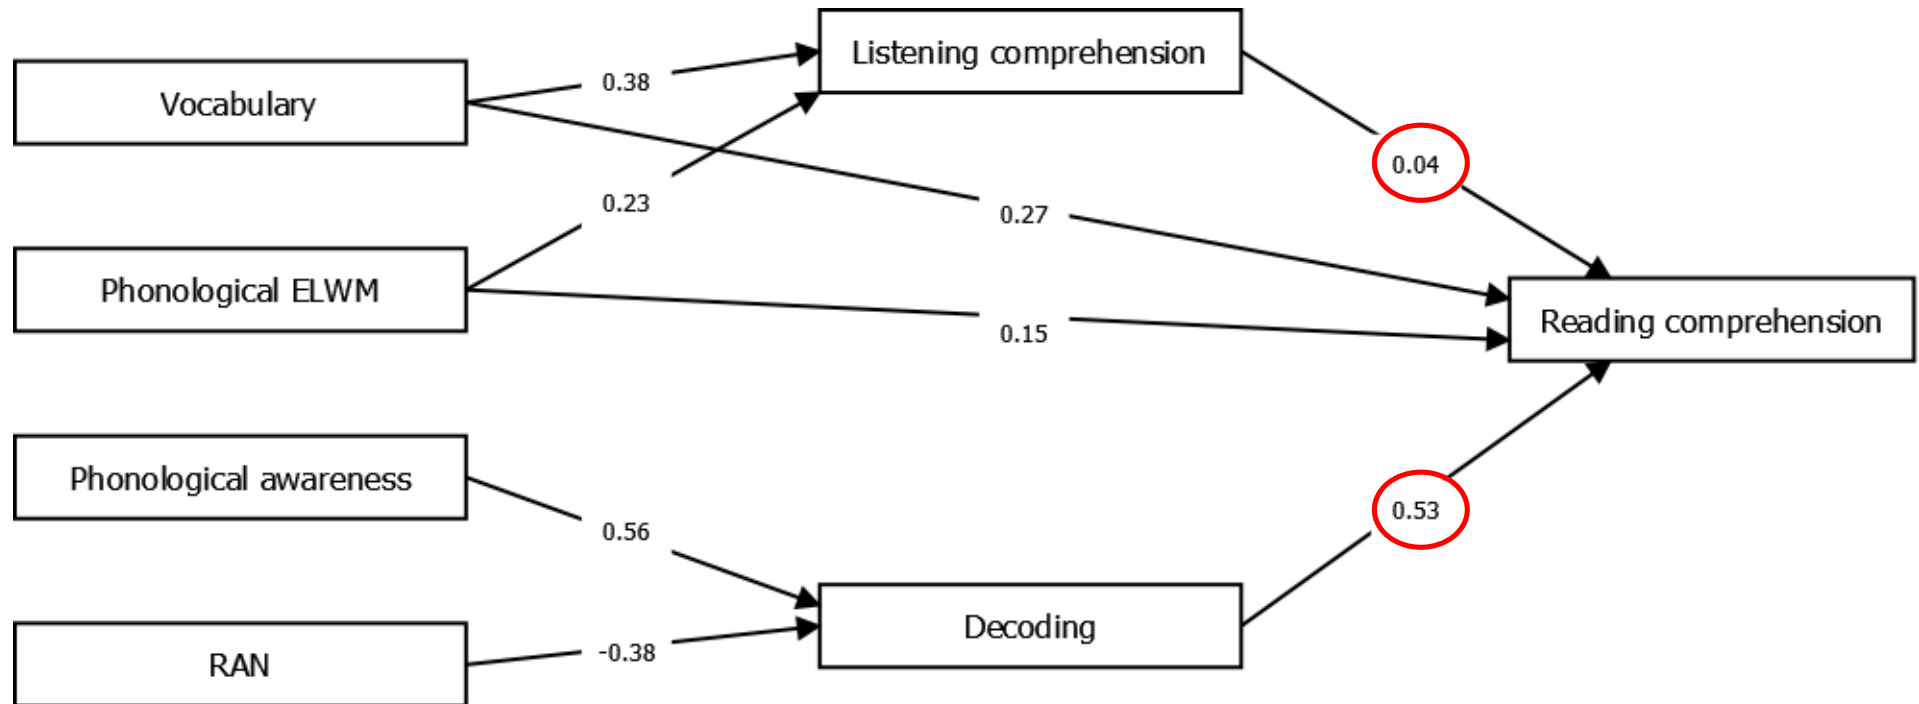 Listening comprehension
Vocabulary
0.38
0.04
0.23
0.27
Phonological ELWM
Reading comprehension
0.15
Phonological awareness
0.56
0.53
Decoding
RAN
-0.38